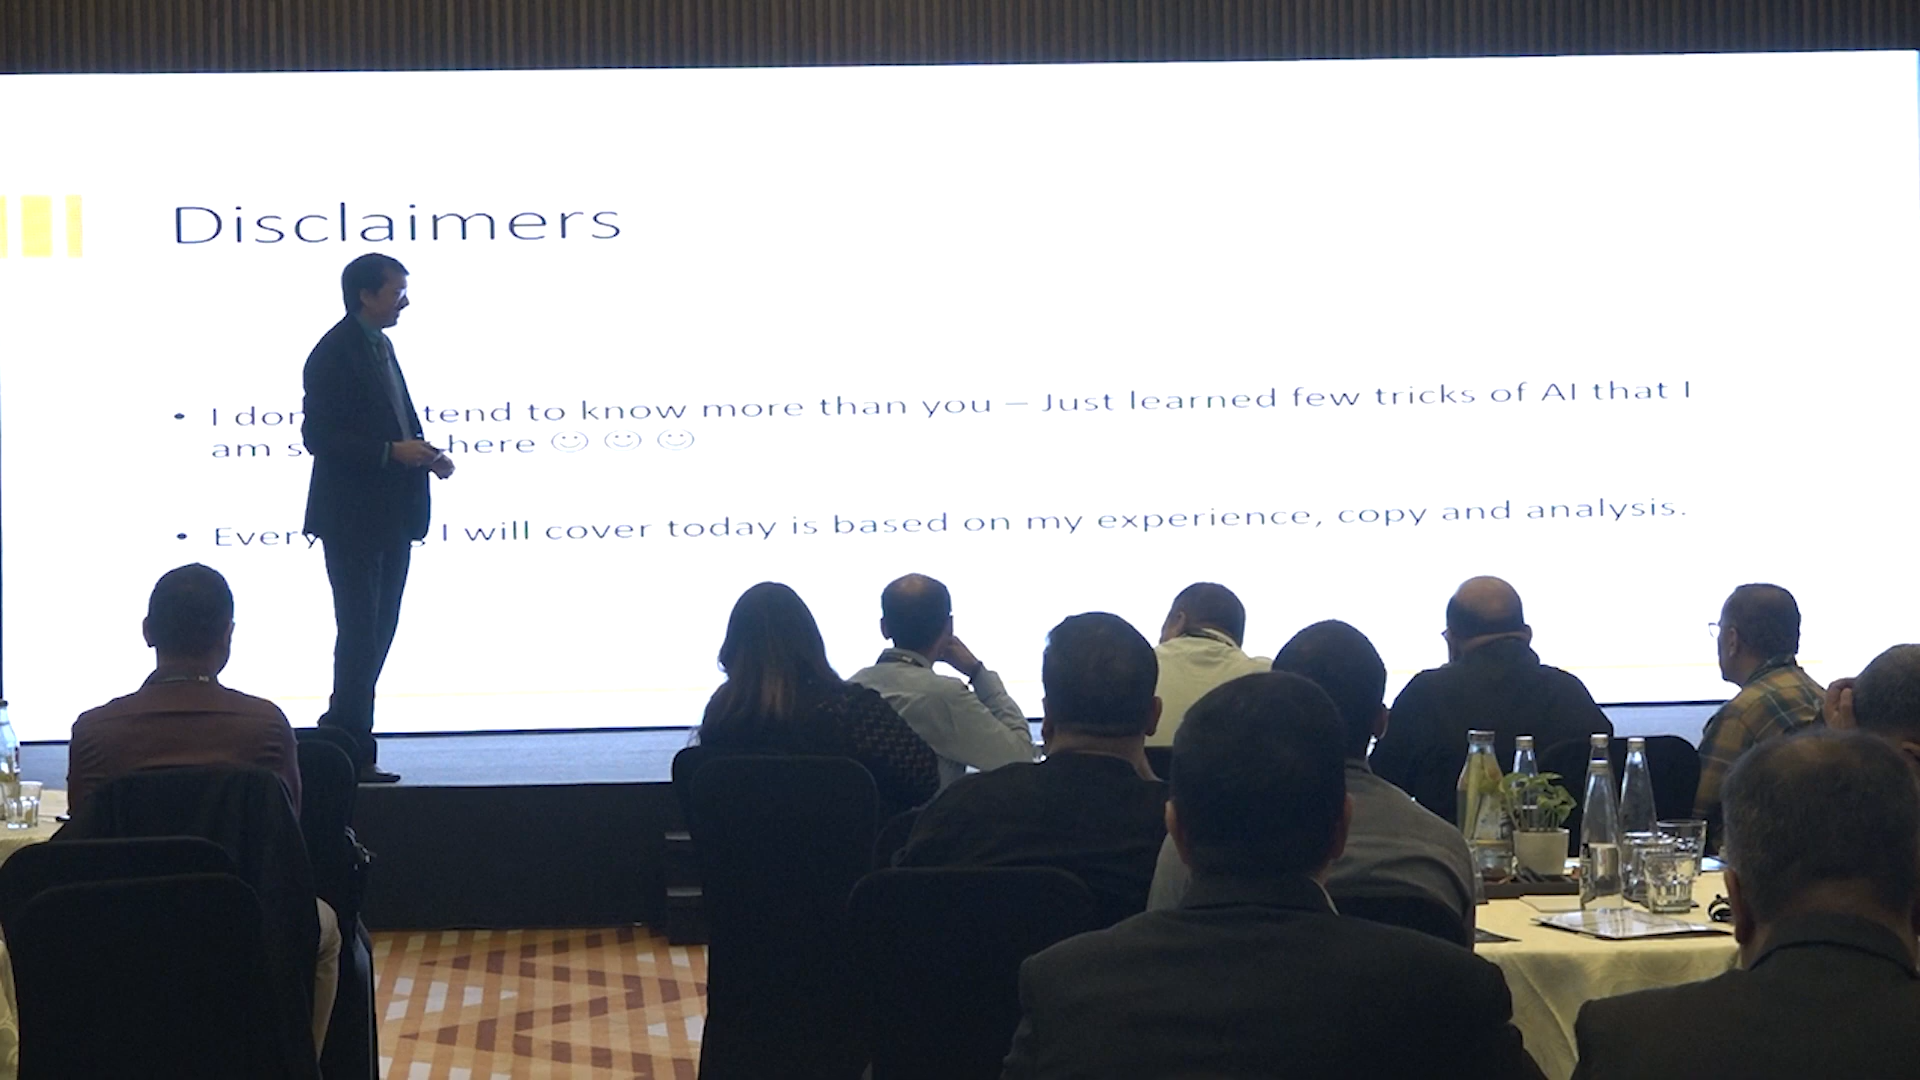 Disclaimers
• I don tend to know more than you – Just learned few tricks of AI that I
am s here ☺ ☺ ☺
• Every I will cover today is based on my experience, copy and analysis.